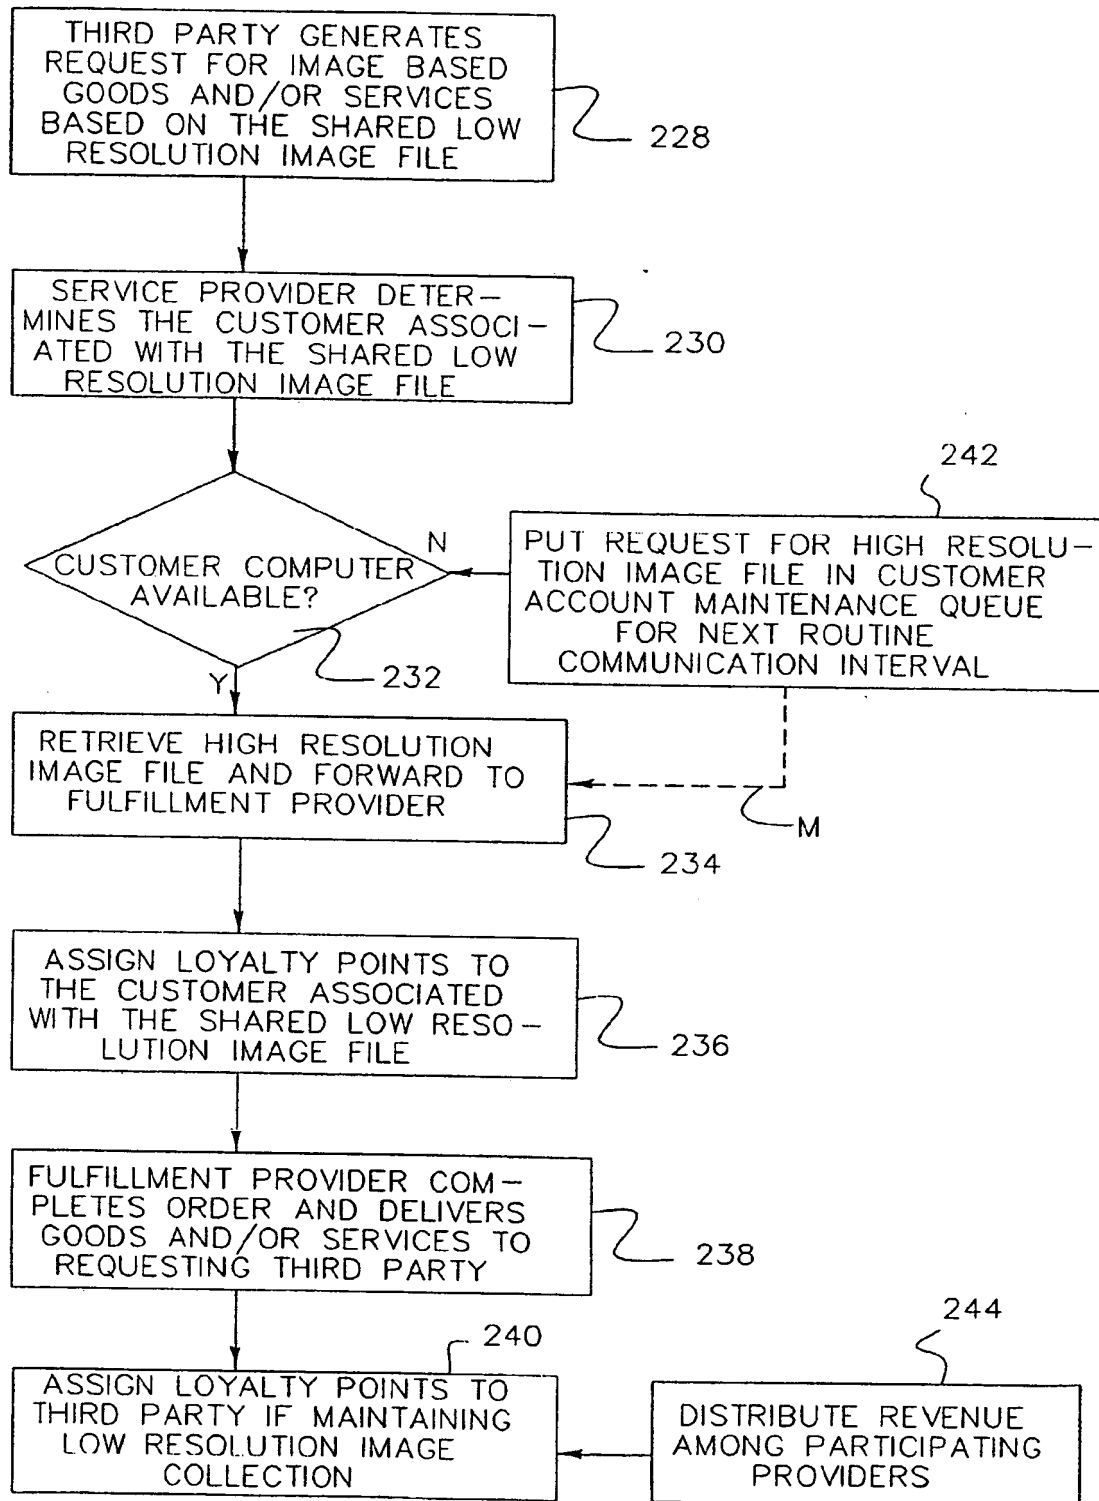 THIRD PARTY GENERATES
REQUEST FOR IMAGE BASED
GOODS AND/OR SERVICES
BASED ON THE SHARED LOW
RESOLUTION IMAGE FILE
228
SERVICE PROVIDER DETER-
MINES THE CUSTOMER ASSOCI-
ATED WITH THE SHARED LOW
RESOLUTION IMAGE FILE
230
242
CUSTOMER COMPUTER
AVAILABLE?
N
Y
232
PUT REQUEST FOR HIGH RESOLU-
TION IMAGE FILE IN CUSTOMER
ACCOUNT MAINTENANCE QUEUE
FOR NEXT ROUTINE
COMMUNICATION INTERVAL
RETRIEVE HIGH RESOLUTION
IMAGE FILE AND FORWARD TO
FULFILLMENT PROVIDER
M
234
ASSIGN LOYALTY POINTS TO
THE CUSTOMER ASSOCIATED
WITH THE SHARED LOW RESO-
LUTION IMAGE FILE
236
FULFILLMENT PROVIDER COM-
PLETES ORDER AND DELIVERS
GOODS AND/OR SERVICES TO
REQUESTING THIRD PARTY
238
240
244
ASSIGN LOYALTY POINTS TO
THIRD PARTY IF MAINTAINING
LOW RESOLUTION IMAGE
COLLECTION
DISTRIBUTE REVENUE
AMONG PARTICIPATING
PROVIDERS